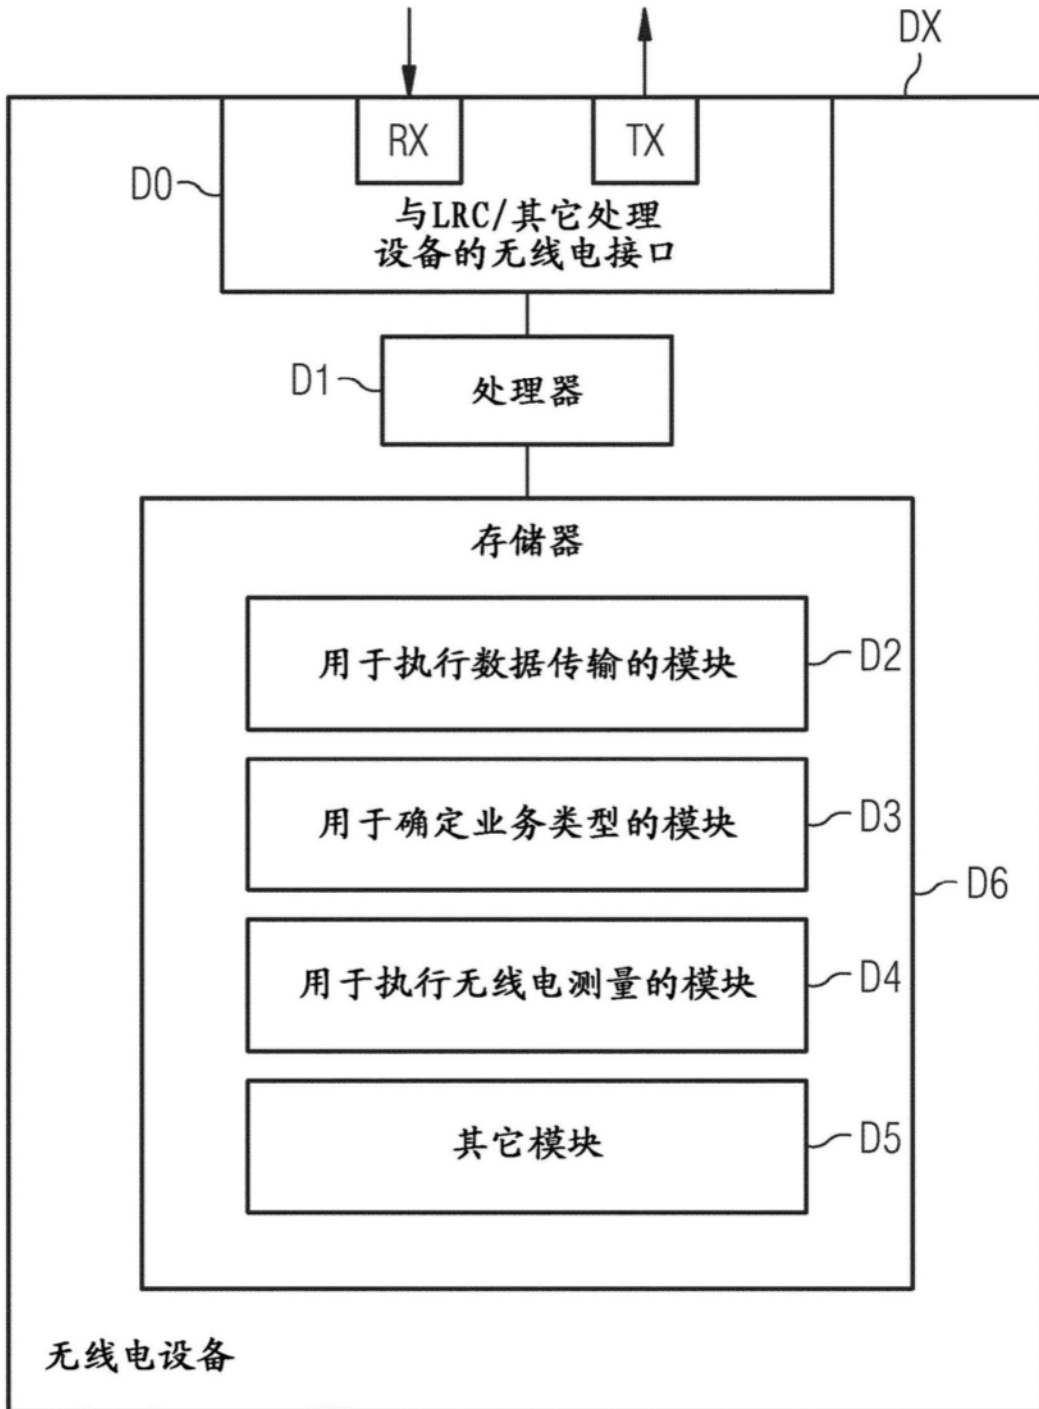 DX
RX
TX
D0
与LRC/其它处理
设备的无线电接口
D1
处理器
存储器
用于执行数据传输的模块
D2
用于确定业务类型的模块
D3
D6
用于执行无线电测量的模块
D4
其它模块
D5
无线电设备